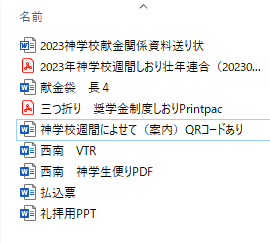 名前
2023神学校献金関係資料送り状
2023年神学校週間しおり壮年連合（20230...
献金袋　長４
三つ折り　奨学金制度しおりPrintpac
神学校週間によせて（案内）QRコードあり
西南　VTR
西南　神学生便りPDF
払込票
礼拝用PPT